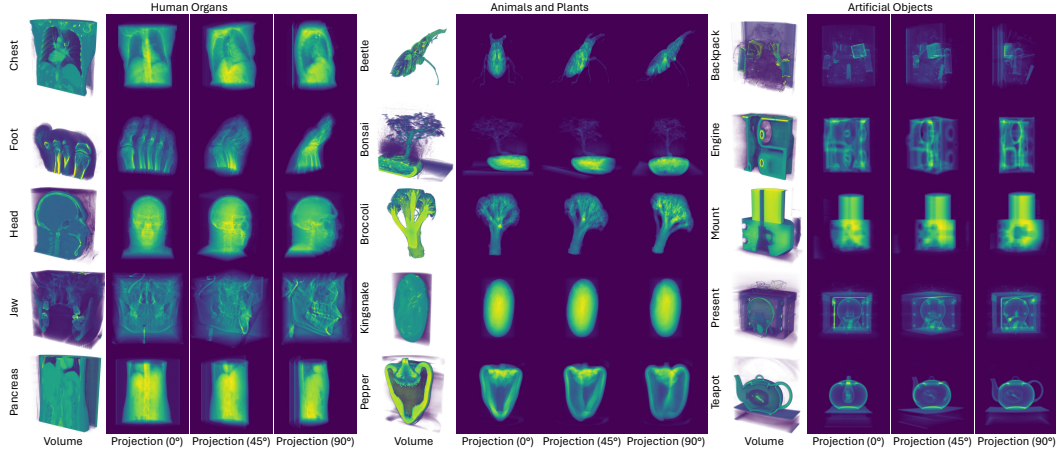 Human Organs
Animals and Plants
Artificial Objects
Chest
Beetle
Backpack
Foot
Bonsai
Engine
Head
Broccoli
Mount
Jaw
Kingsnake
Present
Pancreas
Pepper
Teapot
Volume Projection (0°) Projection (45°) Projection (90°) Volume Projection (0°) Projection (45°) Projection (90°) Volume Projection (0°) Projection (45°) Projection (90°)